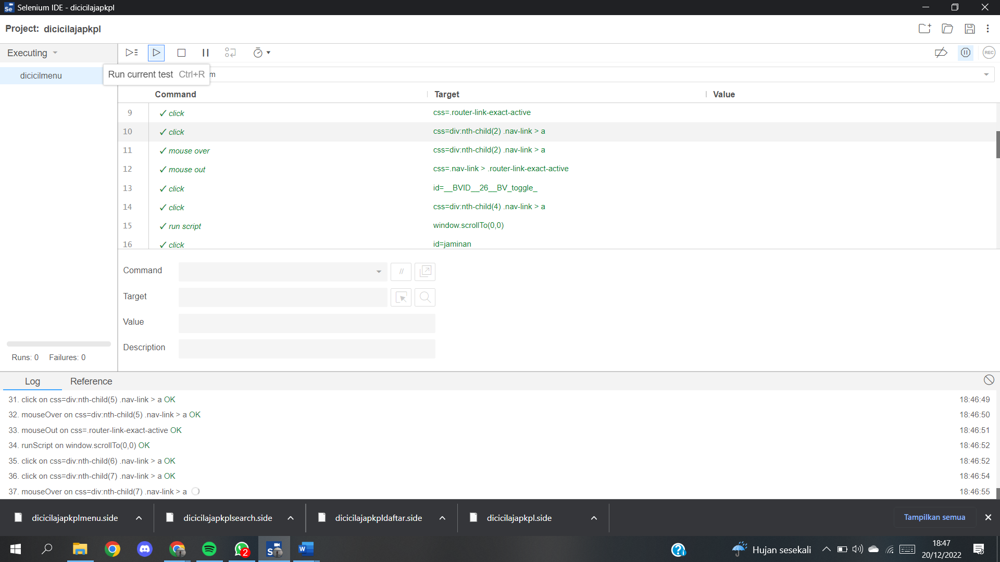 Selenium IDE - dicicilajapkpl
Project: dicicilajapkpl
Executing
REC
dicicilmenu
Run current test Ctrl+R
m
Command Target Value
9 ✓ click css=.router-link-exact-active
10 ✓ click css=div:nth-child(2) .nav-link > a
11 ✓ mouse over css=div:nth-child(2) .nav-link > a
12 ✓ mouse out css=.nav-link > .router-link-exact-active
13 ✓ click id=__BVID__26__BV_toggle_
14 ✓ click css=div:nth-child(4) .nav-link > a
15 ✓ run script window.scrollTo(0,0)
16 ✓ click id=jaminan
Command //
Target
Value
Description
Runs: 0 Failures: 0
Log Reference
31. click on css=div:nth-child(5) .nav-link > a OK 18:46:49
32. mouseOver on css=div:nth-child(5) .nav-link > a OK 18:46:50
33. mouseOut on css=.router-link-exact-active OK 18:46:51
34. runScript on window.scrollTo(0,0) OK 18:46:52
35. click on css=div:nth-child(6) .nav-link > a OK 18:46:52
36. click on css=div:nth-child(7) .nav-link > a OK 18:46:54
37. mouseOver on css=div:nth-child(7) .nav-link > a 18:46:55
dicicilajapkplmenu.side dicicilajapkplsearch.side dicicilajapkpldaftar.side dicicilajapkpl.side Tampilkan semua
2 Hujan sesekali 18:47
20/12/2022